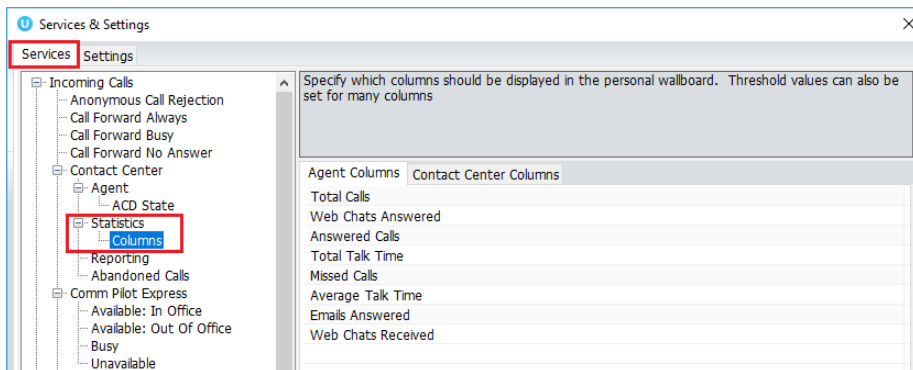 Services & Settings
Services Settings
Incoming Calls
Anonymous Call Rejection
Call Forward Always
Call Forward Busy
Call Forward No Answer
Contact Center
Agent
ACD State
Statistics
Columns
Reporting
Abandoned Calls
Comm Pilot Express
Available: In Office
Available: Out Of Office
Busy
Unavailable
Specify which columns should be displayed in the personal wallboard. Threshold values can also be
set for many columns
Agent Columns Contact Center Columns
Total Calls
Web Chats Answered
Answered Calls
Total Talk Time
Missed Calls
Average Talk Time
Emails Answered
Web Chats Received